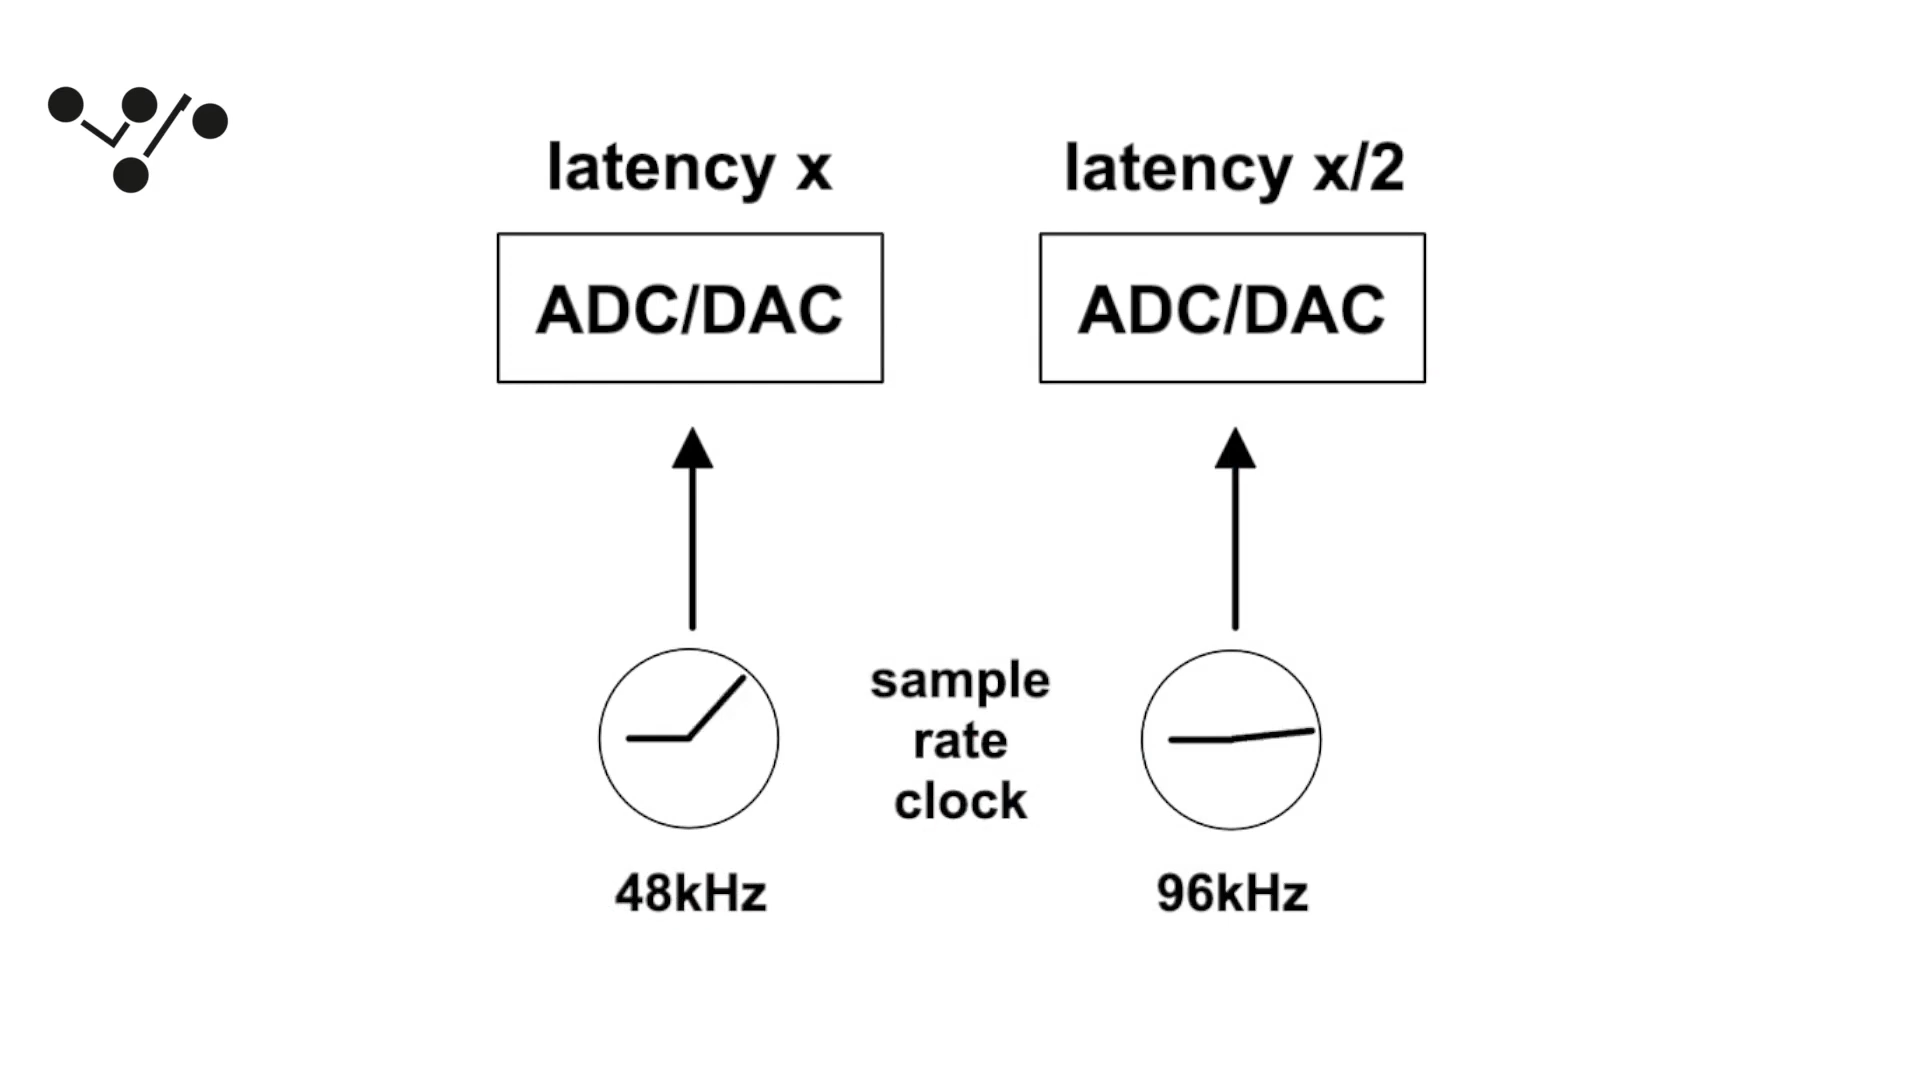 latency x
latency x/2
ADC/DAC
ADC/DAC
sample
rate
clock
48kHz
96kHz